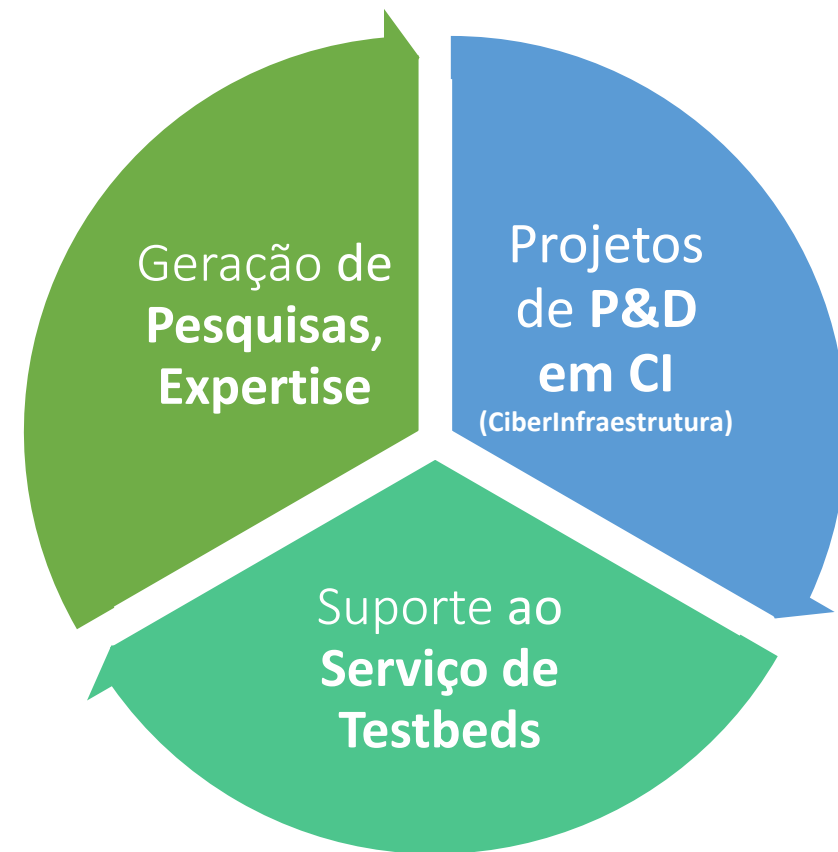 Geração de
Pesquisas,
Expertise
Projetos
de P&D
em CI
(CiberInfraestrutura)
Suporte ao
Serviço de
Testbeds